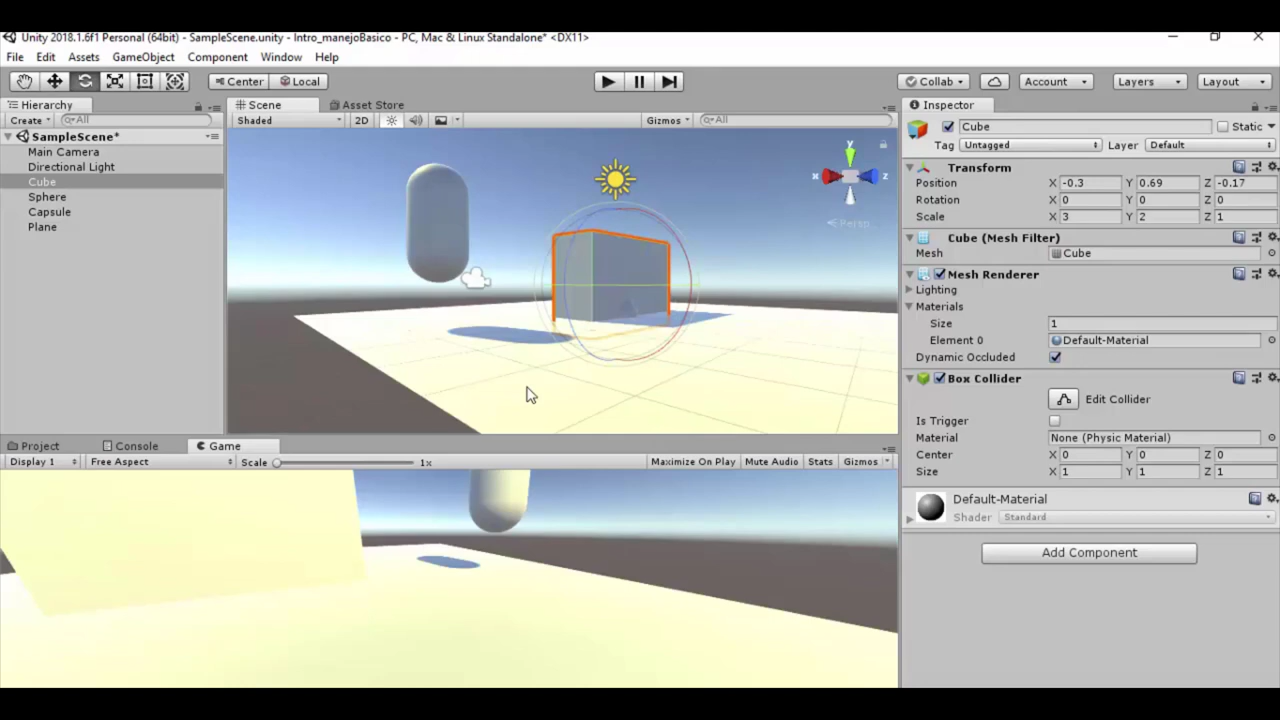 Unity 2018.1.6f1 Personal (64bit) - SampleScene.unity - Intro_manejoBasico - PC, Mac & Linux Standalone* <DX11>
File Edit Assets GameObject Component Window Help
Center Local Collab Account Layers Layout
Hierarchy
Create All
SampleScene*
Main Camera
Directional Light
Cube
Sphere
Capsule
Plane
Scene Asset Store
Shaded 2D Gizmos All
y
x z
Persp
Project Console Game
Display 1 Free Aspect Scale 1x Maximize On Play Mute Audio Stats Gizmos
Inspector
Cube Static
Tag Untagged Layer Default
Transform
Position X -0.3 Y 0.69 Z -0.17
Rotation X 0 Y 0 Z 0
Scale X 3 Y 2 Z 1
Cube (Mesh Filter)
Mesh Cube
Mesh Renderer
Lighting
Materials
Size 1
Element 0 Default-Material
Dynamic Occluded
Box Collider
Edit Collider
Is Trigger
Material None (Physic Material)
Center X 0 Y 0 Z 0
Size X 1 Y 1 Z 1
Default-Material
Shader Standard
Add Component